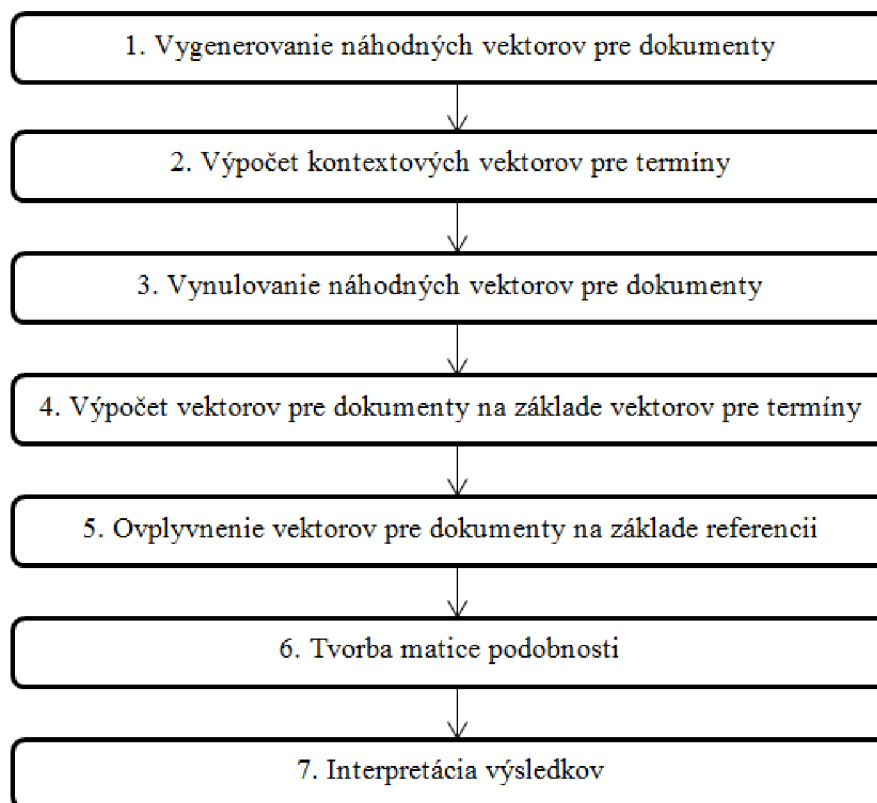 1. Vygenerovanie náhodných vektorov pre dokumenty
2. Výpočet kontextových vektorov pre termíny
3. Vynulovanie náhodných vektorov pre dokumenty
4. Výpočet vektorov pre dokumenty na základe vektorov pre termíny
5. Ovplyvnenie vektorov pre dokumenty na základe referencii
6. Tvorba matice podobnosti
7. Interpretácia výsledkov